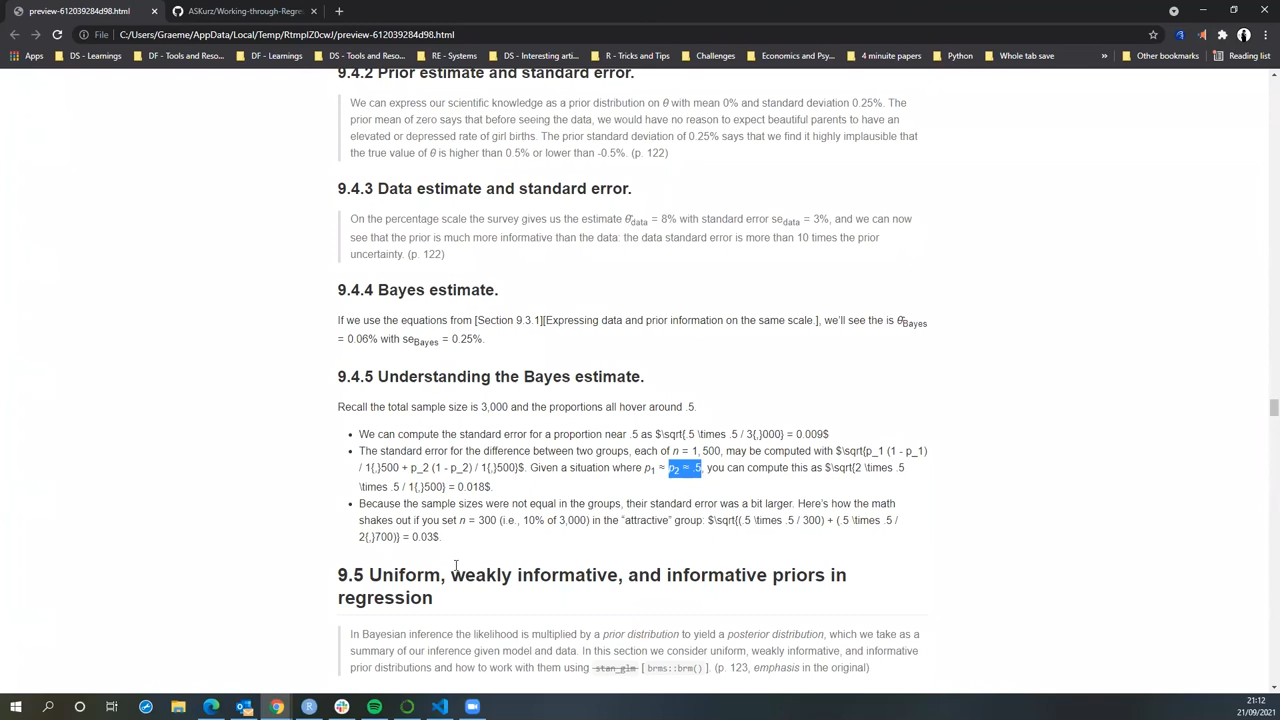 preview-612039284d98.html
ASKurz/Working-through-Regre
File
C:/Users/Graeme/AppData/Local/Temp/RtmpIZ0cwJ/preview-612039284d98.html
Apps
DS - Learnings
DF - Tools and Reso...
DF - Learnings
DS - Tools and Reso...
RE - Systems
DS - Interesting arti...
R - Tricks and Tips
Challenges
Economics and Psy...
4 minuite papers
Python
Whole tab save
»
Other bookmarks
Reading list
9.4.2 Prior estimate and standard error.
We can express our scientific knowledge as a prior distribution on θ with mean 0% and standard deviation 0.25%. The
prior mean of zero says that before seeing the data, we would have no reason to expect beautiful parents to have an
elevated or depressed rate of girl births. The prior standard deviation of 0.25% says that we find it highly implausible that
the true value of θ is higher than 0.5% or lower than -0.5%. (p. 122)
9.4.3 Data estimate and standard error.
On the percentage scale the survey gives us the estimate θ̂data = 8% with standard error sedata = 3%, and we can now
see that the prior is much more informative than the data: the data standard error is more than 10 times the prior
uncertainty. (p. 122)
9.4.4 Bayes estimate.
If we use the equations from [Section 9.3.1][Expressing data and prior information on the same scale.], we'll see the is θ̂Bayes
= 0.06% with seBayes = 0.25%.
9.4.5 Understanding the Bayes estimate.
Recall the total sample size is 3,000 and the proportions all hover around .5.
• We can compute the standard error for a proportion near .5 as $\sqrt{.5 \times .5 / 3{,}000} = 0.009$
• The standard error for the difference between two groups, each of n = 1, 500, may be computed with $\sqrt{p_1 (1 - p_1)
/ 1{,}500 + p_2 (1 - p_2) / 1{,}500}$. Given a situation where p1 ≈ p2 ≈ .5, you can compute this as $\sqrt{2 \times .5
\times .5 / 1{,}500} = 0.018$.
• Because the sample sizes were not equal in the groups, their standard error was a bit larger. Here's how the math
shakes out if you set n = 300 (i.e., 10% of 3,000) in the "attractive" group: $\sqrt{(.5 \times .5 / 300) + (.5 \times .5 /
2{,}700)} = 0.03$.
9.5 Uniform, weakly informative, and informative priors in
regression
In Bayesian inference the likelihood is multiplied by a prior distribution to yield a posterior distribution, which we take as a
summary of our inference given model and data. In this section we consider uniform, weakly informative, and informative
prior distributions and how to work with them using stan_glm [ brms::brm() ]. (p. 123, emphasis in the original)
21:12
21/09/2021